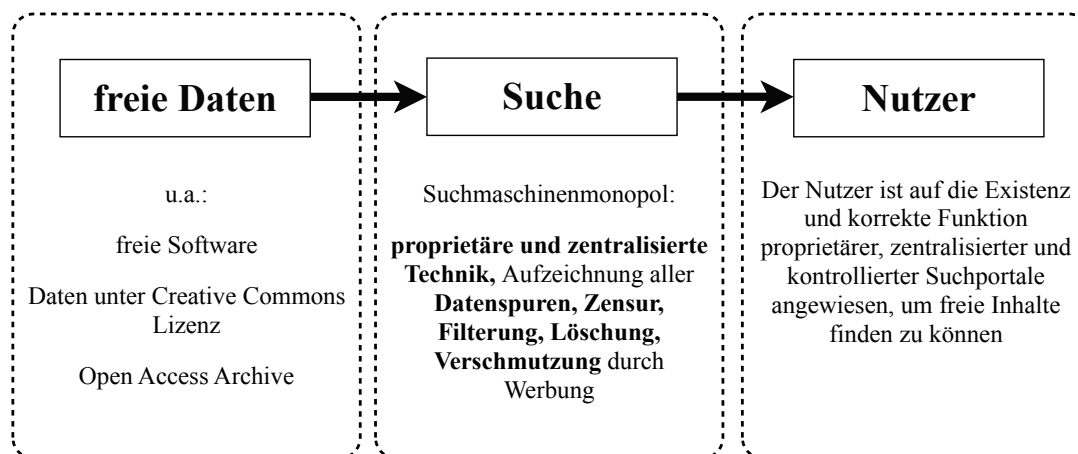 freie Daten
u.a.:
freie Software
Daten unter Creative Commons
Lizenz
Open Access Archive
Suche
Suchmaschinenmonopol:
proprietäre und zentralisierte
Technik, Aufzeichnung aller
Datenspuren, Zensur,
Filterung, Löschung,
Verschmutzung durch
Werbung
Nutzer
Der Nutzer ist auf die Existenz
und korrekte Funktion
proprietärer, zentralisierter und
kontrollierter Suchportale
angewiesen, um freie Inhalte
finden zu können